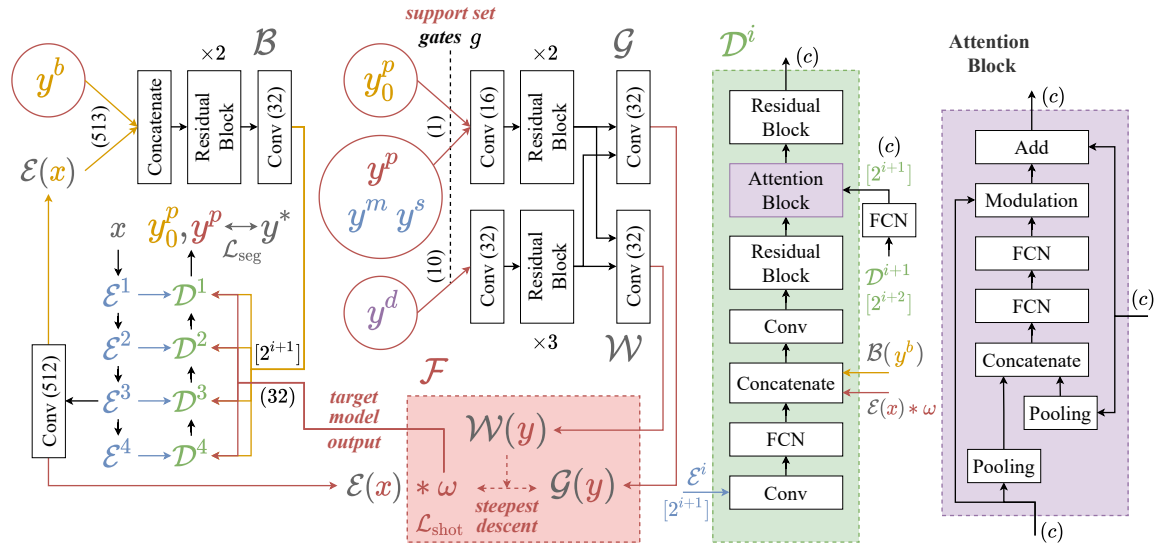 support set
gates g
×2
B
y^b
(513)
Concatenate
Residual
Block
Conv (32)
E(x)
x
y_0^p, y^p ↔ y*
L_seg
E^1
D^1
E^2
D^2
E^3
D^3
E^4
D^4
[2^{i+1}]
(32)
Conv (512)
target
model
output
×2
G
y_0^p
(1)
y^p
y^m y^s
(10)
y^d
Conv (16)
Residual
Block
Conv (32)
Conv (32)
Residual
Block
Conv (32)
×3
W
F
W(y)
E(x) * ω
G(y)
steepest
descent
L_shot
D^i
(c)
Residual
Block
Attention
Block
Residual
Block
Conv
Concatenate
FCN
Conv
E^i
[2^{i+1}]
(c)
[2^{i+1}]
FCN
D^{i+1}
[2^{i+2}]
B(y^b)
E(x) * ω
Attention
Block
(c)
Add
Modulation
FCN
FCN
(c)
Concatenate
Pooling
Pooling
(c)